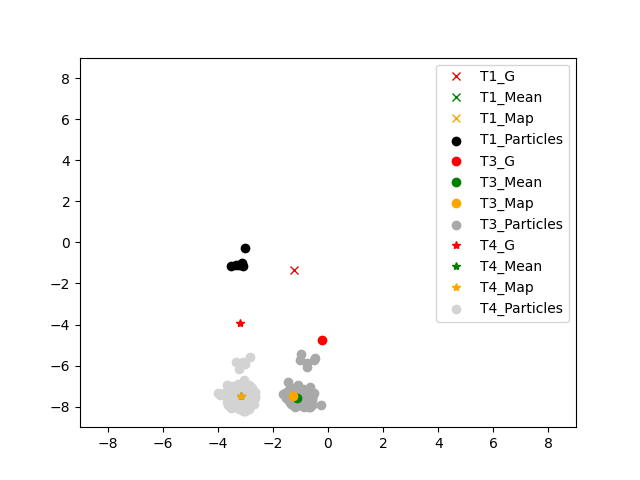 8
6
4
2
0
−2
−4
−6
−8
−8 −6 −4 −2 0 2 4 6 8
T1_G
T1_Mean
T1_Map
T1_Particles
T3_G
T3_Mean
T3_Map
T3_Particles
T4_G
T4_Mean
T4_Map
T4_Particles